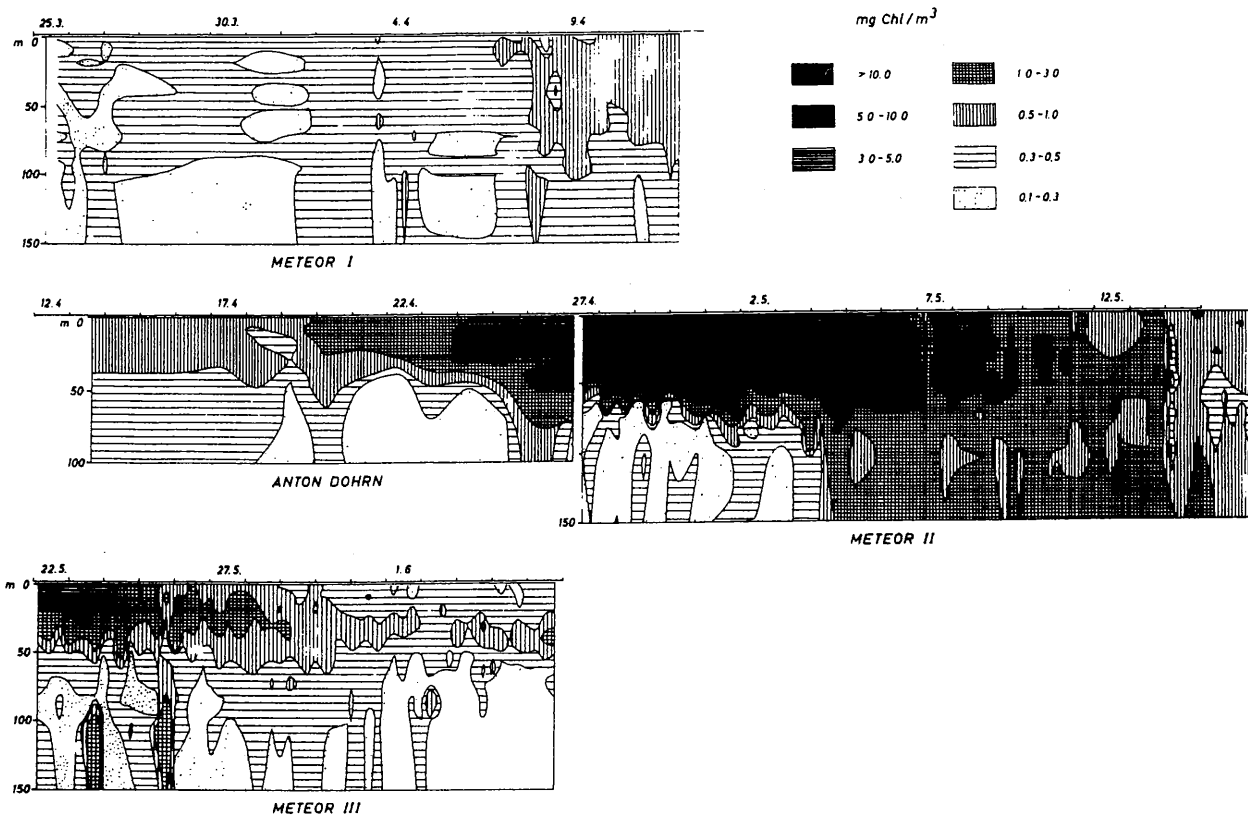 25.3. 30.3. 4.4 9.4
m 0
50
100
150
METEOR I
mg Chl/m³
>10.0
5.0-10.0
3.0-5.0
1.0-3.0
0.5-1.0
0.3-0.5
0.1-0.3
12.4 17.4 22.4. 27.4. 2.5. 7.5. 12.5.
m 0
50
100
150
ANTON DOHRN
METEOR II
22.5. 27.5. 1.6
m 0
50
100
150
METEOR III